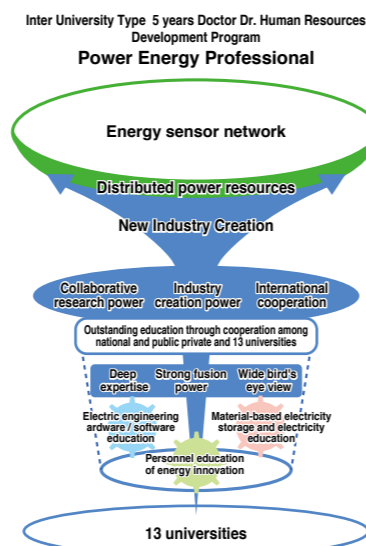 Inter University Type 5 years Doctor Dr. Human Resources
Development Program
Power Energy Professional
Energy sensor network
Distributed power resources
New Industry Creation
Collaborative
research power
Industry
creation power
International
cooperation
Outstanding education through cooperation among
national and public private and 13 universities
Deep
expertise
Strong fusion
power
Wide bird's
eye view
Electric engineering
ardware / software
education
Material-based electricity
storage and electricity
education
Personnel education
of energy innovation
13 universities